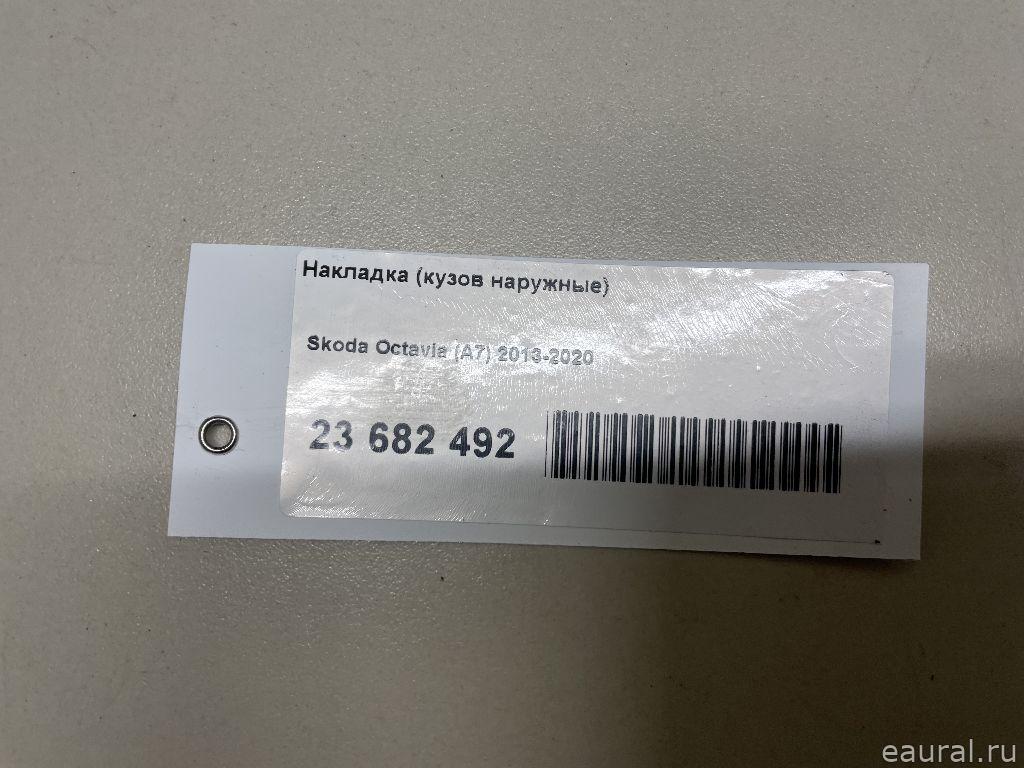 Накладка (кузов наружные)
Skoda Octavia (A7) 2013-2020
23 682 492
eaural.ru